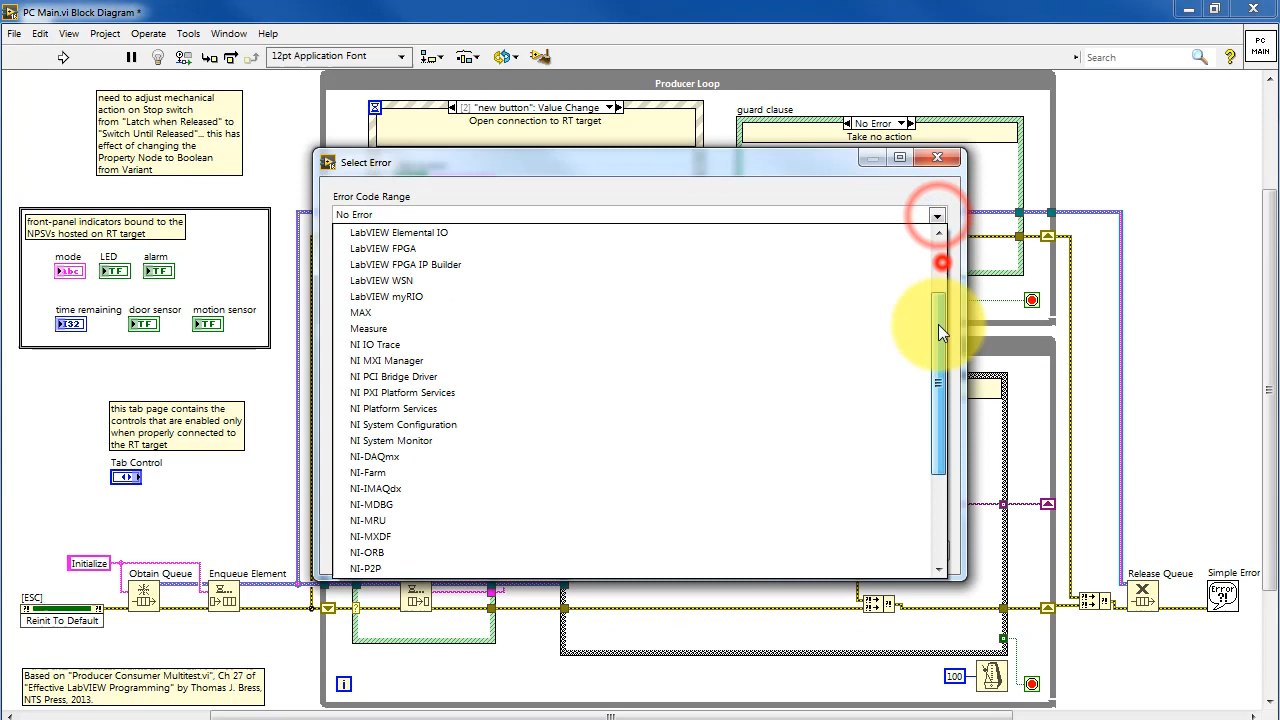 PC Main.vi Block Diagram *
File Edit View Project Operate Tools Window Help
12pt Application Font
Search
PC
MAIN
need to adjust mechanical
action on Stop switch
from "Latch when Released" to
"Switch Until Released"... this has
effect of changing the
Property Node to Boolean
from Variant
Producer Loop
[2] "new button": Value Change
Open connection to RT target
guard clause
No Error
Take no action
front-panel indicators bound to the
NPSVs hosted on RT target
mode LED alarm
abc TF TF
time remaining door sensor motion sensor
I32 TF TF
this tab page contains the
controls that are enabled only
when properly connected to
the RT target
Tab Control
Select Error
Error Code Range
No Error
LabVIEW Elemental IO
LabVIEW FPGA
LabVIEW FPGA IP Builder
LabVIEW WSN
LabVIEW myRIO
MAX
Measure
NI IO Trace
NI MXI Manager
NI PCI Bridge Driver
NI PXI Platform Services
NI Platform Services
NI System Configuration
NI System Monitor
NI-DAQmx
NI-Farm
NI-IMAQdx
NI-MDBG
NI-MRU
NI-MXDF
NI-ORB
NI-P2P
Initialize
Obtain Queue Enqueue Element
[ESC]
Reinit To Default
Release Queue Simple Error
Error
?!
i
100
Based on "Producer Consumer Multitest.vi", Ch 27 of
"Effective LabVIEW Programming" by Thomas J. Bress,
NTS Press, 2013.